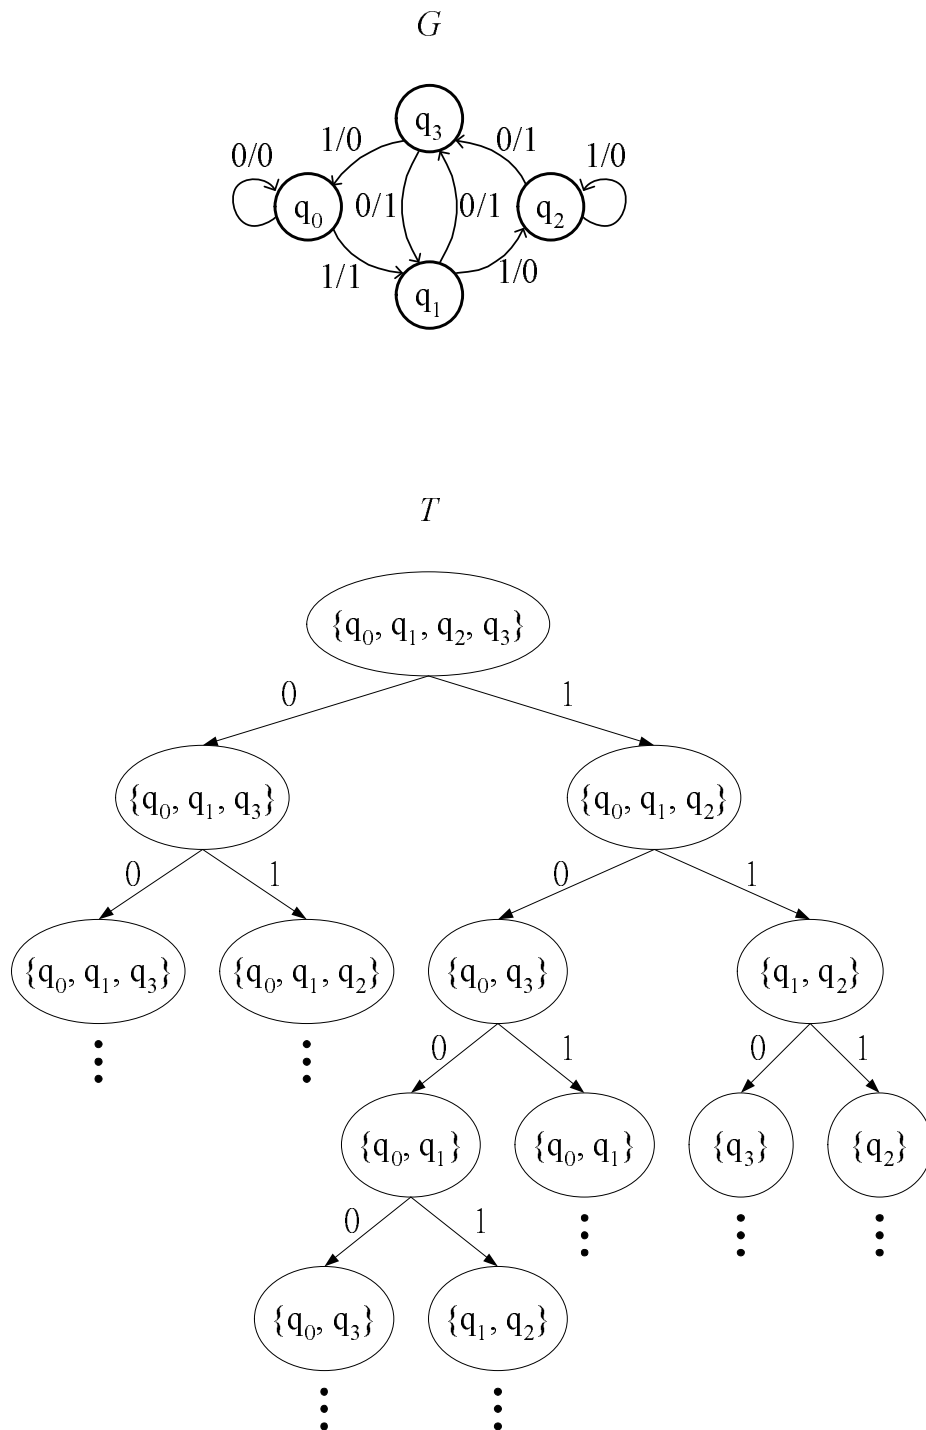 G
q3
1/0 0/1
0/0 1/0
q0 0/1 0/1 q2
1/1 1/0
q1
T
{q0, q1, q2, q3}
0 1
{q0, q1, q3} {q0, q1, q2}
0 1 0 1
{q0, q1, q3} {q0, q1, q2} {q0, q3} {q1, q2}
0 1 0 1
{q0, q1} {q0, q1} {q3} {q2}
0 1
{q0, q3} {q1, q2}